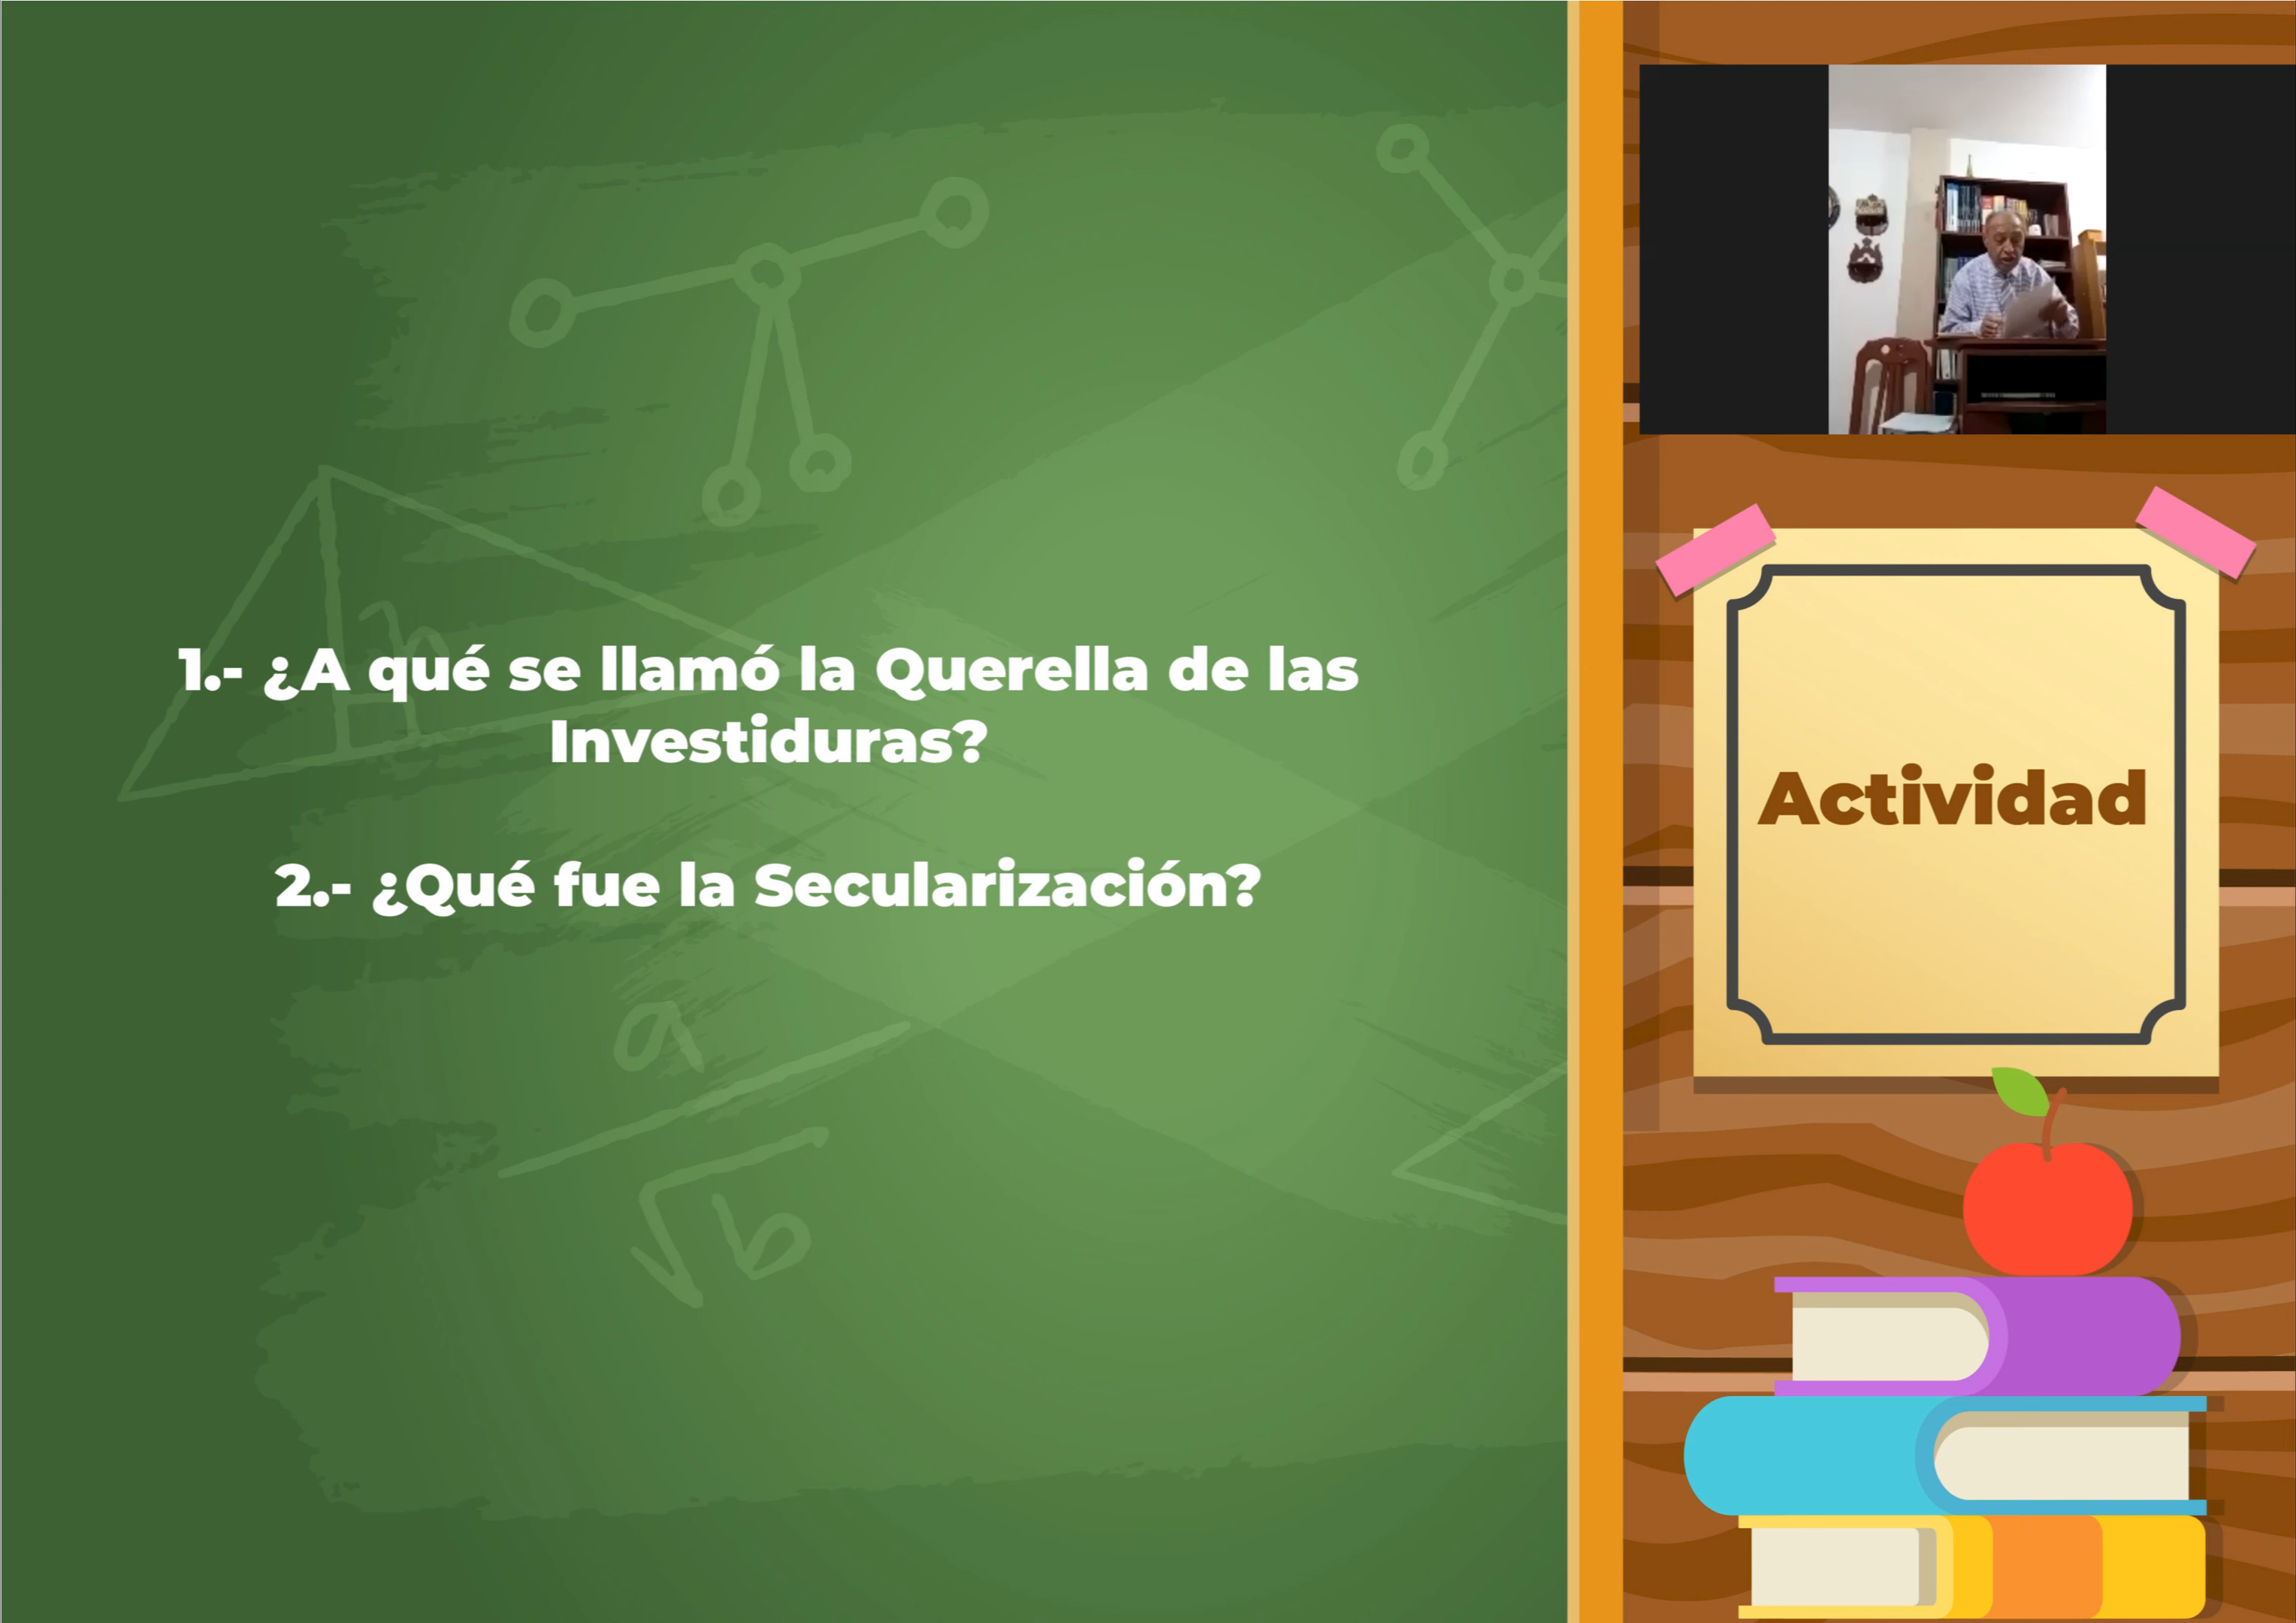 1.- ¿A qué se llamó la Querella de las
Investiduras?
2.- ¿Qué fue la Secularización?
Actividad
h
a
√b